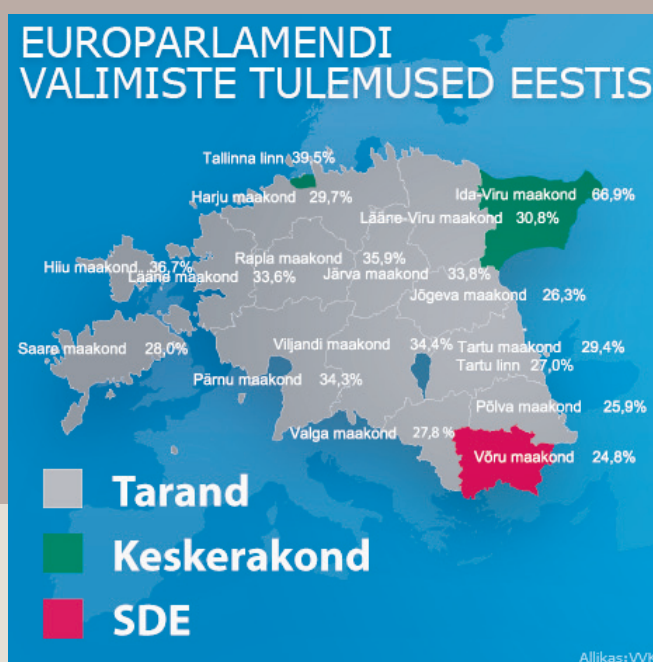 EUROPARLAMENDI
VALIMISTE TULEMUSED EESTIS
Tallinna linn 39,5%
Harju maakond 29,7%
Ida-Viru maakond 66,9%
Lääne-Viru maakond 30,8%
Rapla maakond 35,9%
Hiiu maakond 36,7%
Lääne maakond 33,6%
Järva maakond 33,8%
Jõgeva maakond 26,3%
Saare maakond 28,0%
Viljandi maakond 34,4%
Tartu maakond 29,4%
Tartu linn 27,0%
Pärnu maakond 34,3%
Põlva maakond 25,9%
Valga maakond 27,8%
Võru maakond 24,8%
Tarand
Keskerakond
SDE
Allikas: VVK